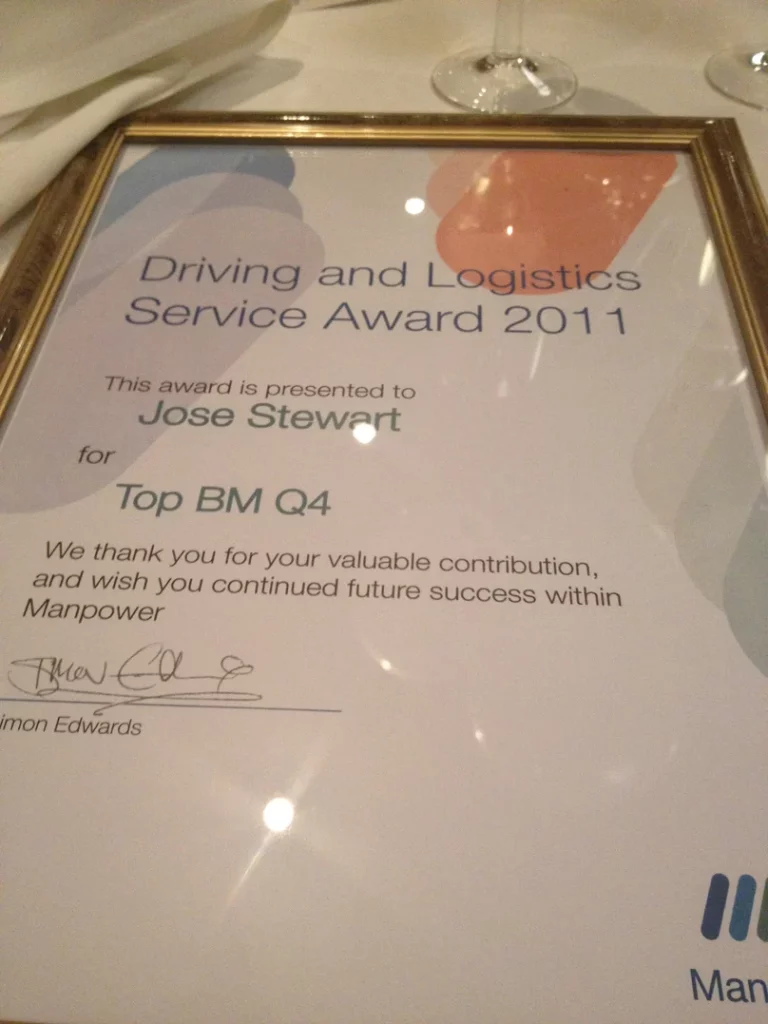 Driving and Logistics
Service Award 2011
This award is presented to
Jose Stewart
for
Top BM Q4
We thank you for your valuable contribution,
and wish you continued future success within
Manpower
imon Edwards
Man